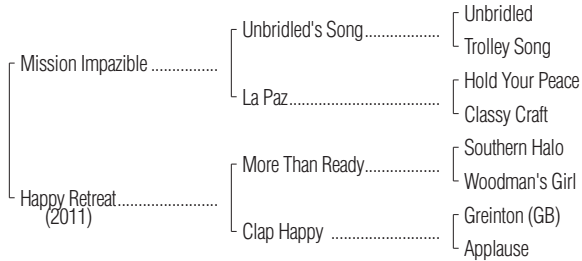 Unbridled
Unbridled's Song..................
Trolley Song
Mission Impazible ................
Hold Your Peace
La Paz.....................................
Classy Craft
Southern Halo
More Than Ready..................
Woodman's Girl
Happy Retreat........................
(2011)
Greinton (GB)
Clap Happy ..........................
Applause